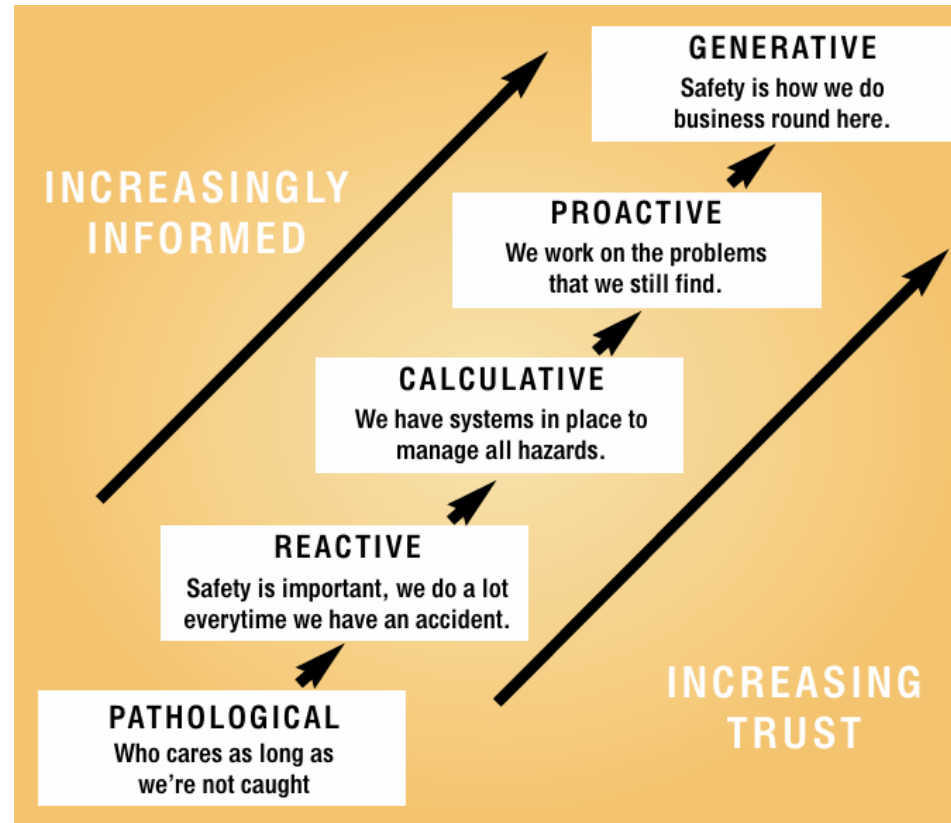 GENERATIVE
Safety is how we do
business round here.
INCREASINGLY
INFORMED
PROACTIVE
We work on the problems
that we still find.
CALCULATIVE
We have systems in place to
manage all hazards.
REACTIVE
Safety is important, we do a lot
everytime we have an accident.
INCREASING
TRUST
PATHOLOGICAL
Who cares as long as
we're not caught